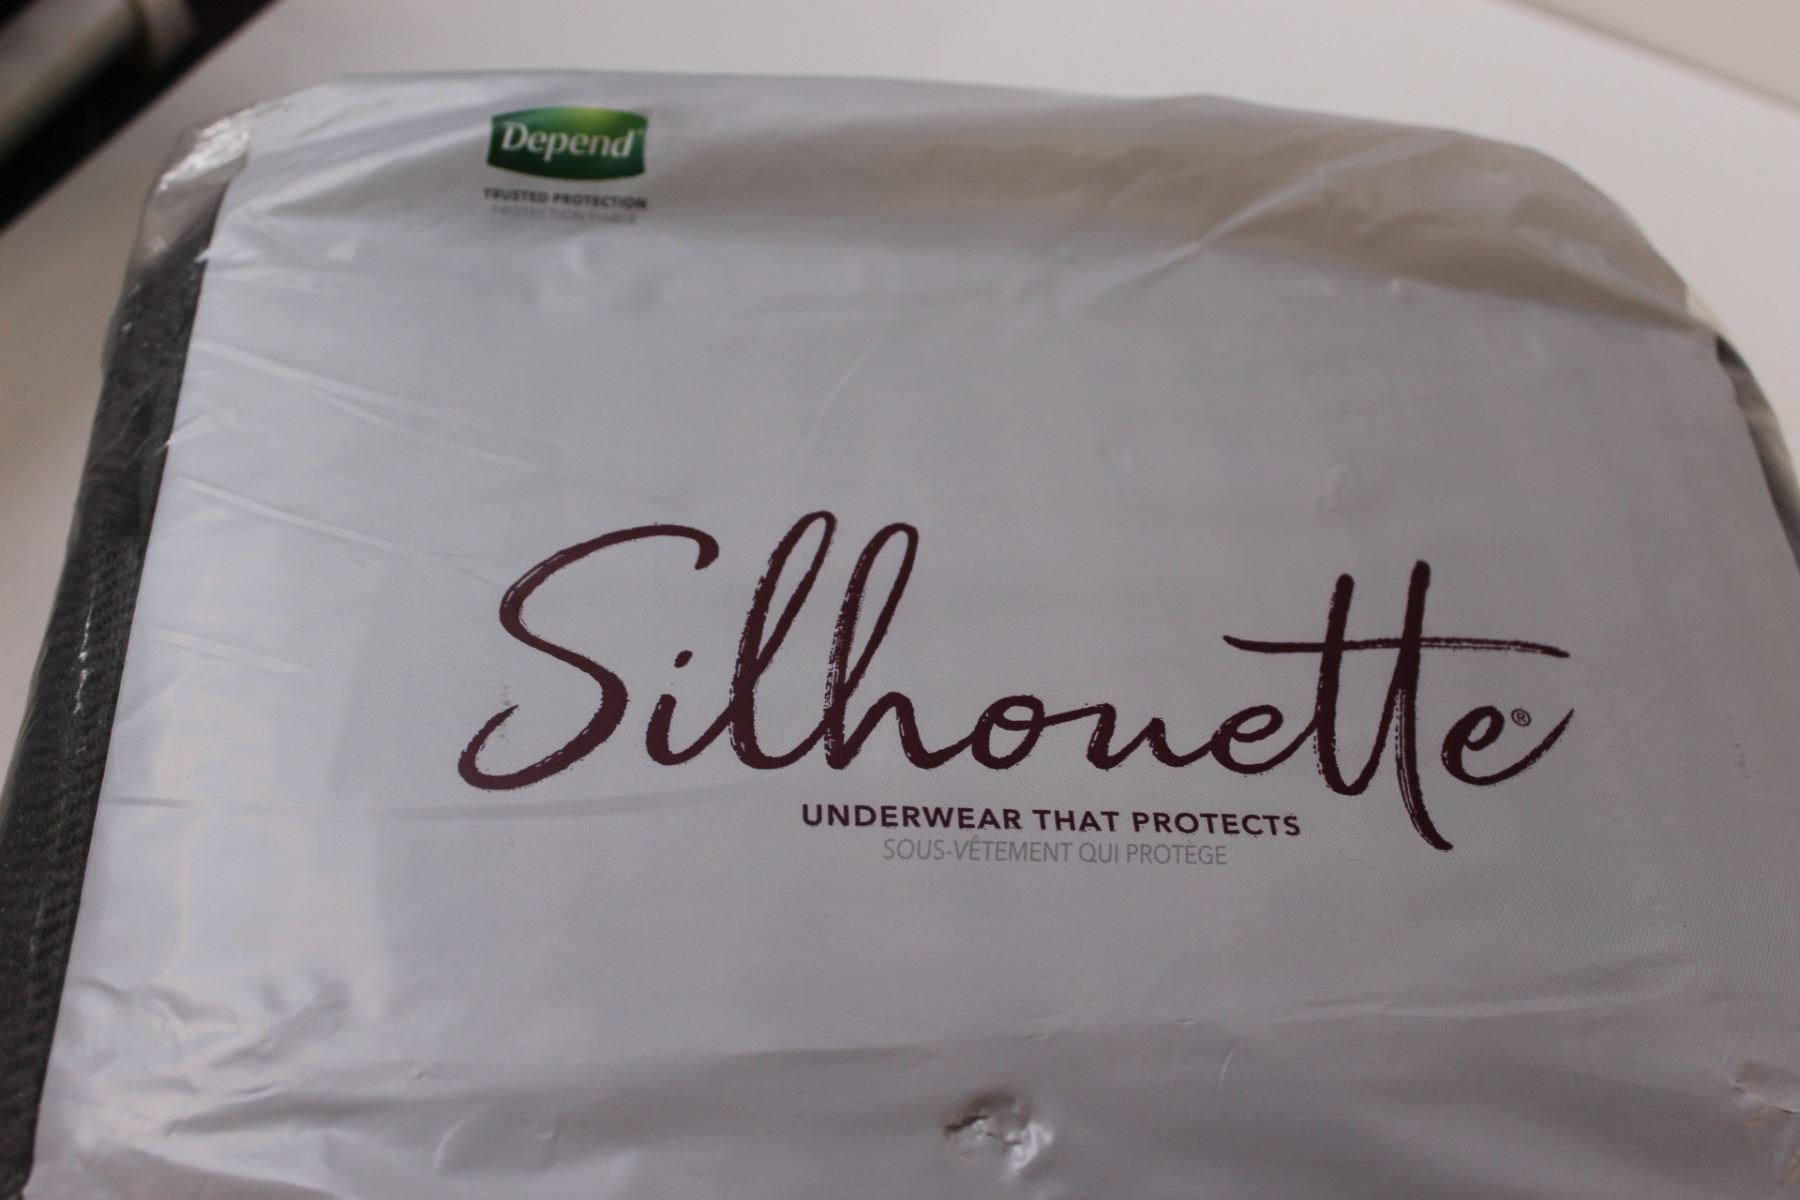 Depend
TRUSTED PROTECTION
PROTECTION FIABLE
Silhouette®
UNDERWEAR THAT PROTECTS
SOUS-VÊTEMENT QUI PROTÈGE